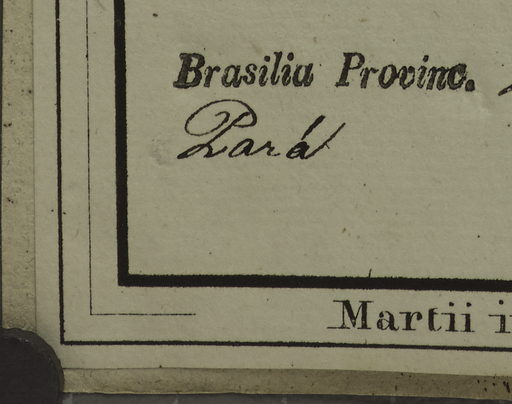 Brasilia Provinc.
Pará
Martii i